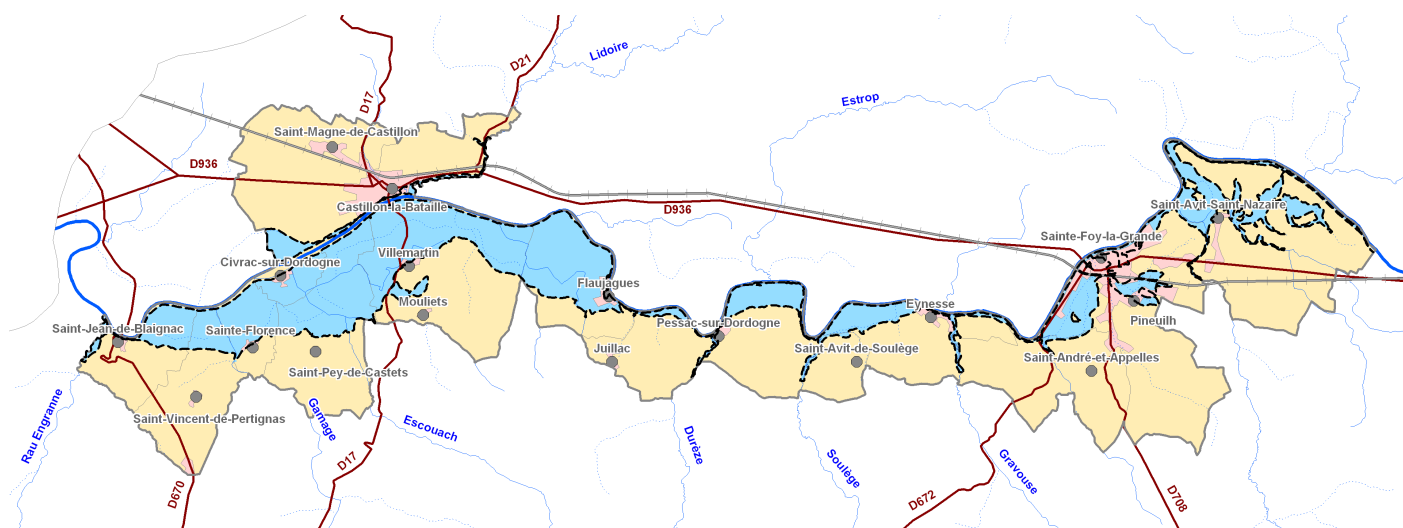 Lidoire
D21
D17
Estrop
Saint-Magne-de-Castillon
D936
Castillon-la-Bataille
D936
Saint-Avit-Saint-Nazaire
Sainte-Foy-la-Grande
Villemartin
Civrac-sur-Dordogne
Flaujagues
Mouliets
Eynesse
Pineuilh
Saint-Jean-de-Blaignac
Sainte-Florence
Pessac-sur-Dordogne
Juillac
Saint-Avit-de-Soulège
Saint-André-et-Appelles
Saint-Pey-de-Castets
Saint-Vincent-de-Pertignas
Rau Engranne
Gamage
Escouach
D17
D670
Durèze
Soulège
Gravouse
D672
D708